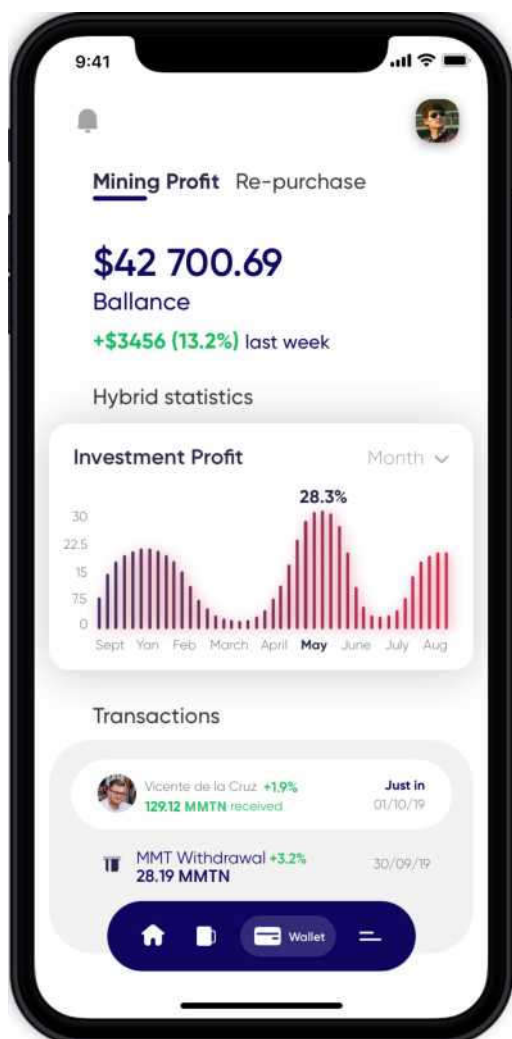 9:41
Mining Profit Re-purchase
$42 700.69
Ballance
+$3456 (13.2%) last week
Hybrid statistics
Investment Profit Month
28.3%
30
22.5
15
7.5
0
Sept Yan Feb March April May June July Aug
Transactions
Vicente de la Cruz +1.9% Just in
129.12 MMTN received 01/10/19
MMT Withdrawal +3.2% 30/09/19
28.19 MMTN
Wallet